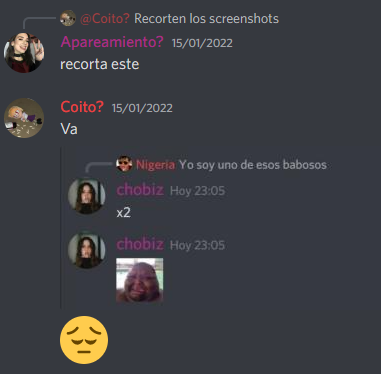 @Coito? Recorten los screenshots
Apareamiento? 15/01/2022
recorta este
Coito? 15/01/2022
Va
Nigeria Yo soy uno de esos babosos
chobiz Hoy 23:05
x2
chobiz Hoy 23:05